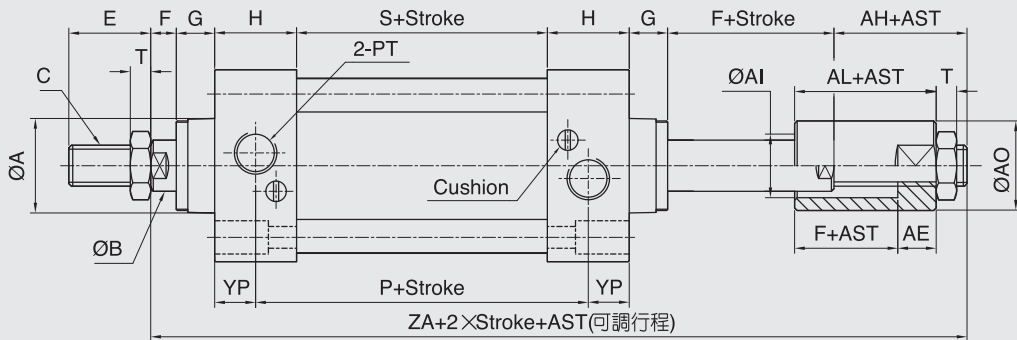 E F G H S+Stroke H G F+Stroke AH+AST
T 2-PT
C ØAI AL+AST T
ØA Cushion ØAO
ØB
F+AST AE
YP P+Stroke YP
ZA+2×Stroke+AST(可調行程)